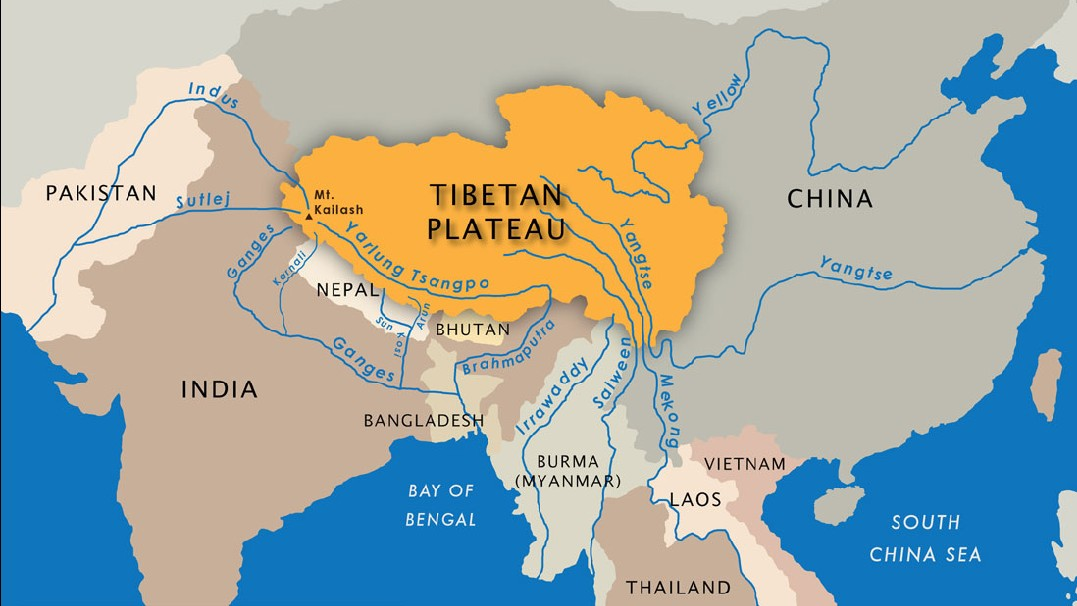 Indus
Yellow
PAKISTAN
Sutlej
Mt.
Kailash
TIBETAN
PLATEAU
CHINA
Ganges
Karnali
Yarlung Tsangpo
Yangtse
Yangtse
NEPAL
Sun Kosi
Arun
BHUTAN
Brahmaputra
Ganges
INDIA
BANGLADESH
Irrawaddy
Salween
Mekong
BURMA
(MYANMAR)
VIETNAM
LAOS
BAY OF
BENGAL
SOUTH
CHINA SEA
THAILAND